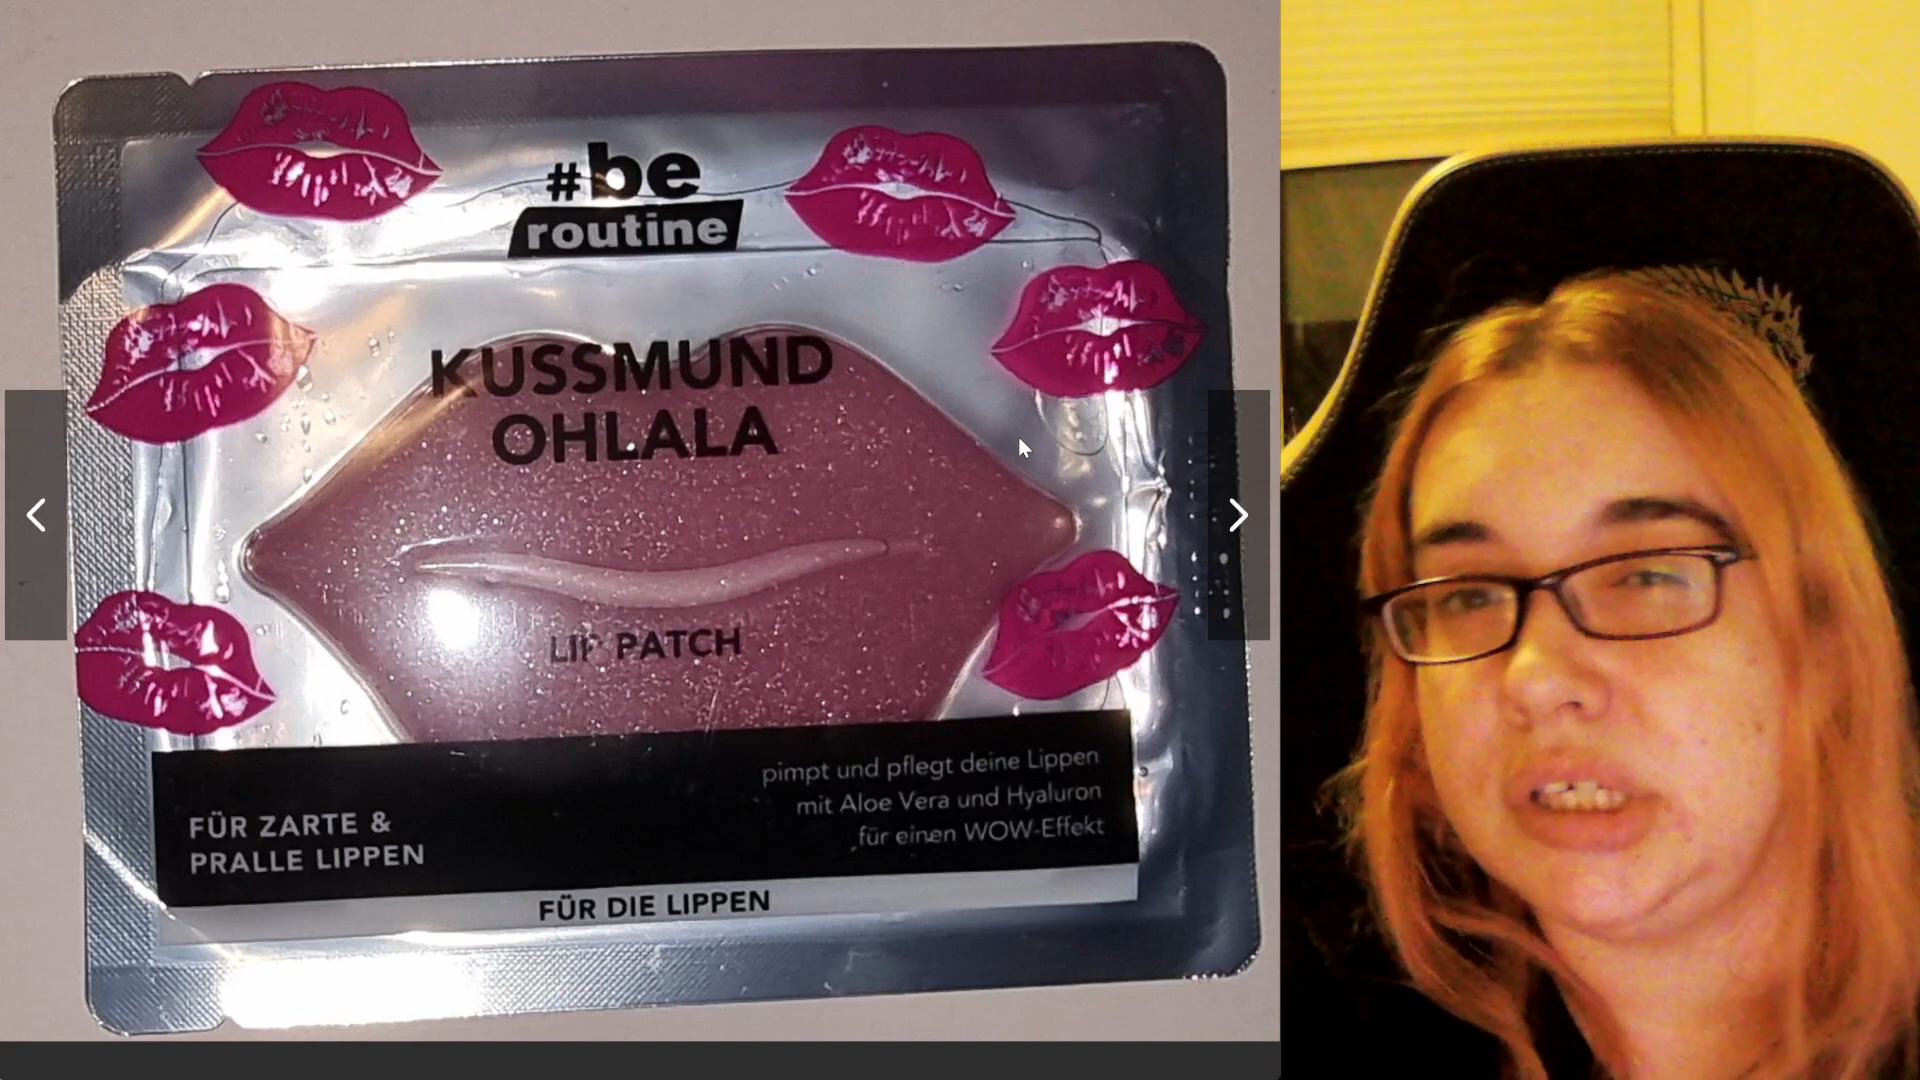 #be
routine
KUSSMUND
OHLALA
LIP PATCH
FÜR ZARTE &
PRALLE LIPPEN
pimpt und pflegt deine Lippen
mit Aloe Vera und Hyaluron
für einen WOW-Effekt
FÜR DIE LIPPEN